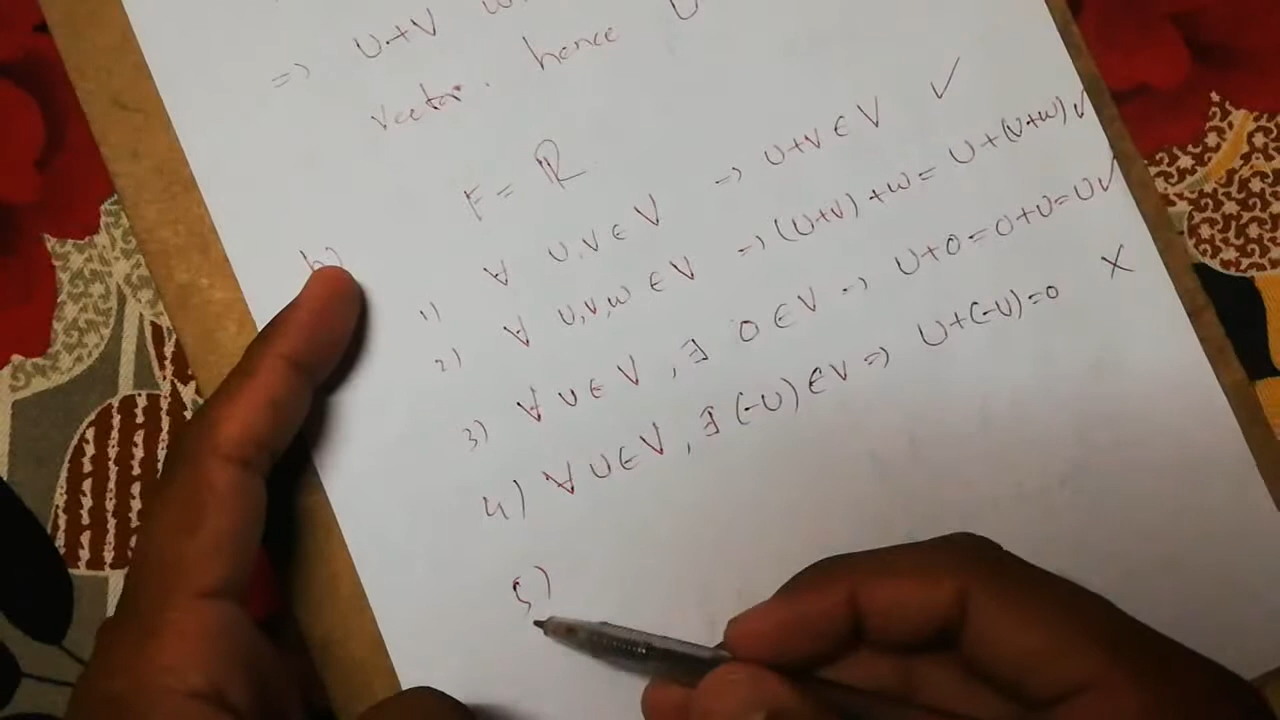 => U+V
vector. hence U
b) F = ℝ
1) ∀ U,V ∈ V => U+V ∈ V ✓
2) ∀ U,V,W ∈ V => (U+V)+W = U+(V+W) ✓
3) ∀ U ∈ V, ∃ 0 ∈ V => U+0 = 0+U = U ✓
4) ∀ U ∈ V, ∃ (-U) ∈ V => U+(-U)=0 X
5)